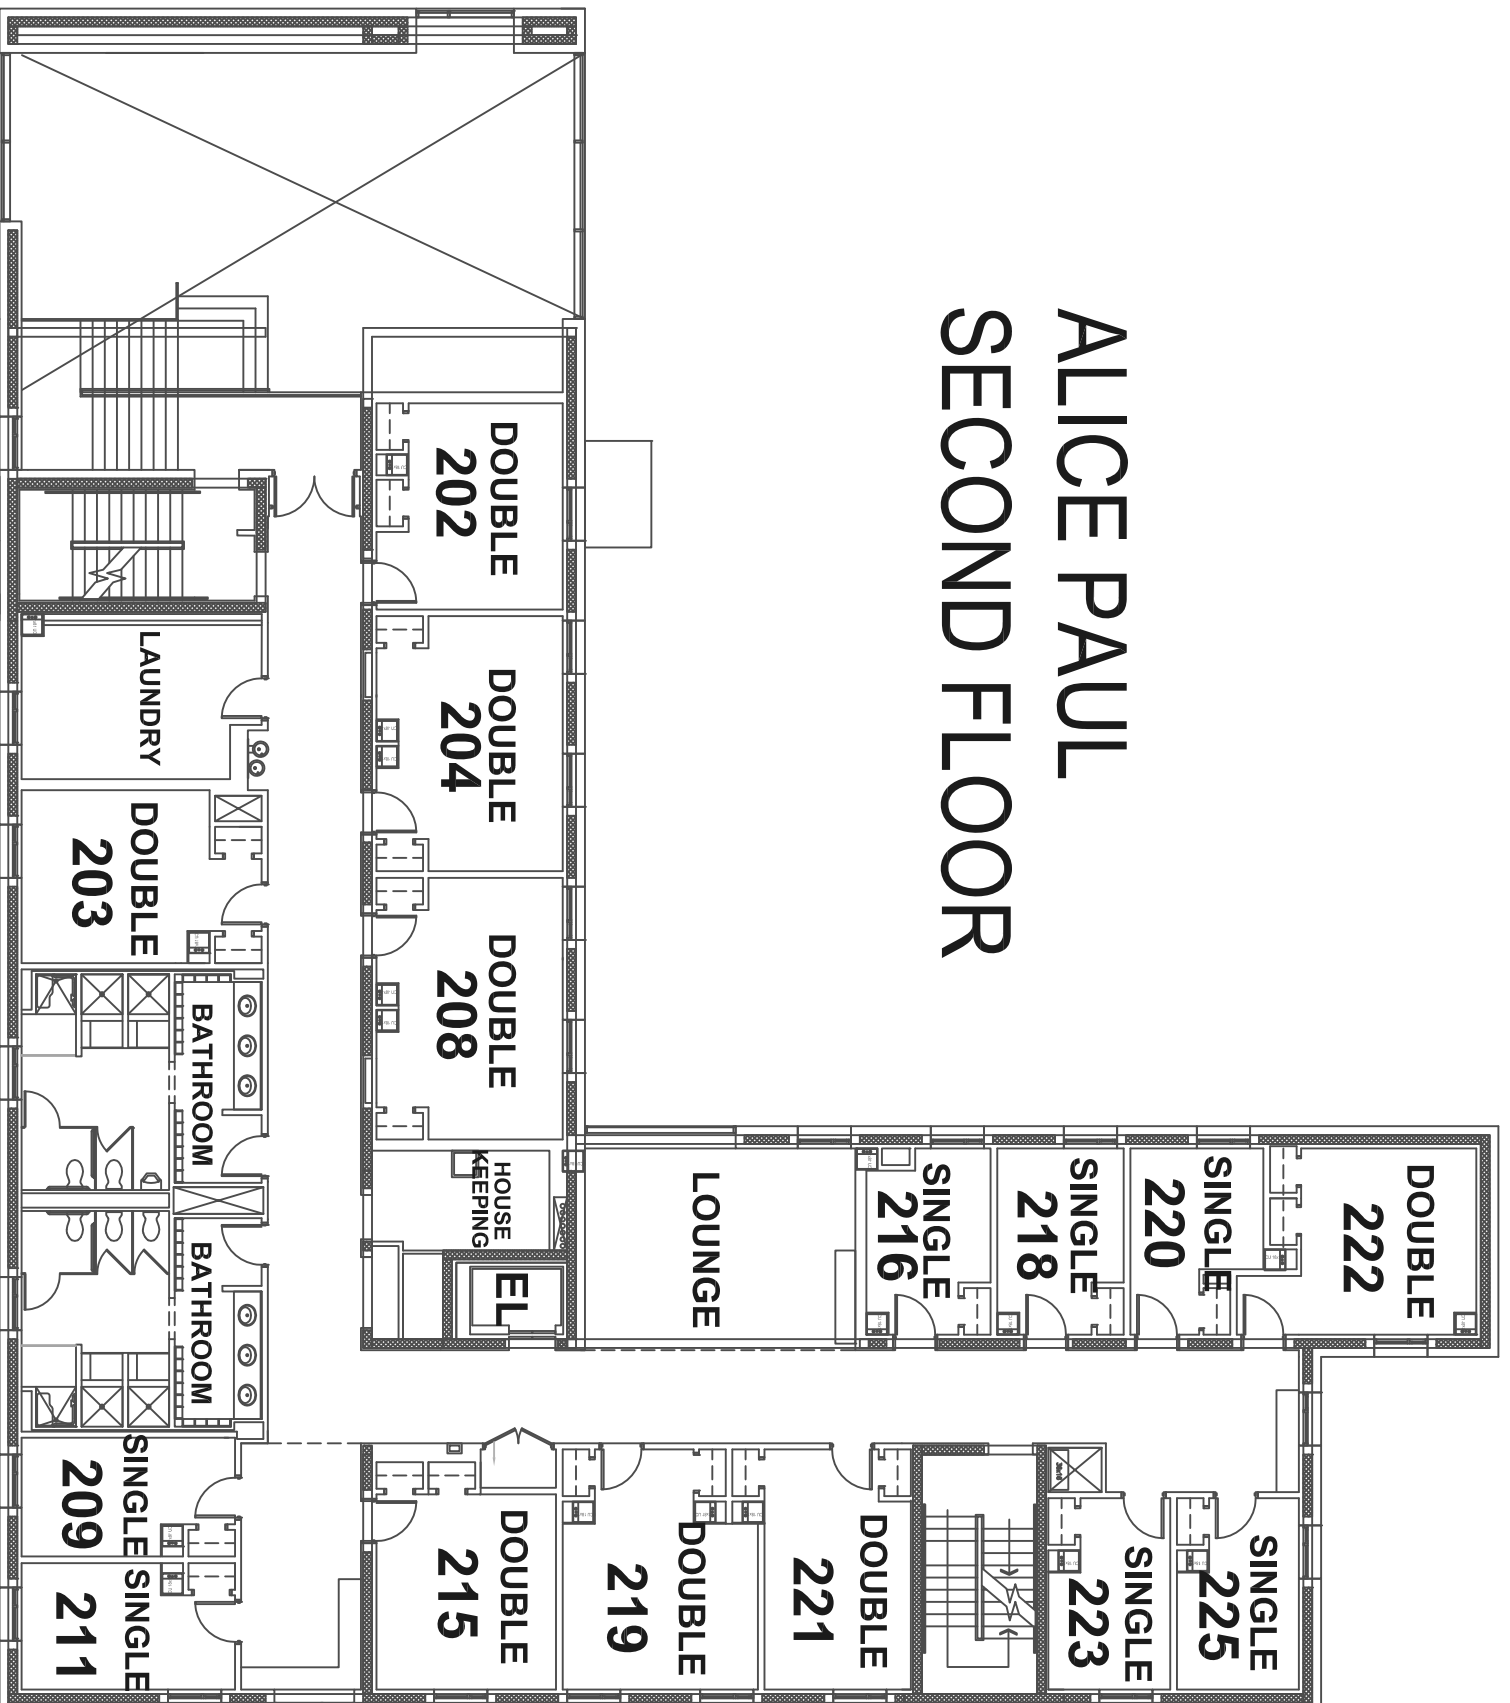 ALICE PAUL
SECOND FLOOR
DOUBLE
222
SINGLE
220
SINGLE
218
SINGLE
216
LOUNGE
SINGLE
225
SINGLE
223
DOUBLE
221
DOUBLE
219
DOUBLE
215
DOUBLE
202
DOUBLE
204
DOUBLE
208
HOUSE
KEEPING
EL
LAUNDRY
DOUBLE
203
BATHROOM
BATHROOM
SINGLE
209
SINGLE
211